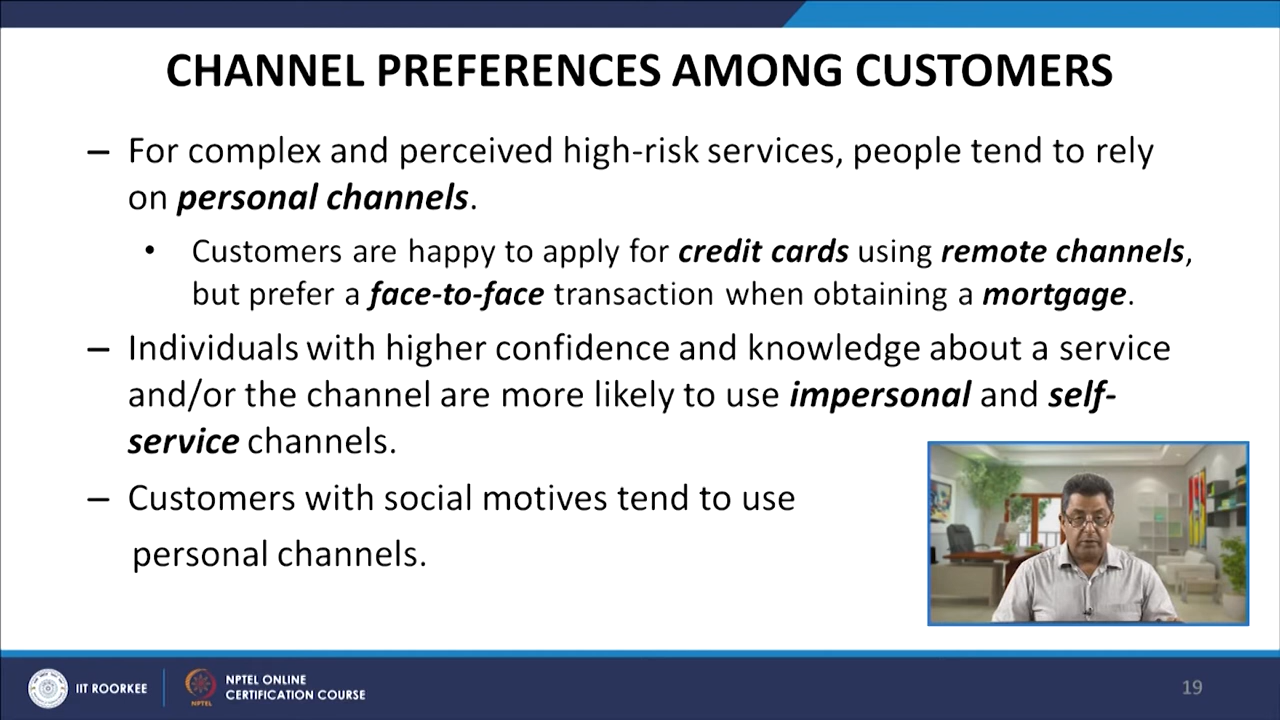 CHANNEL PREFERENCES AMONG CUSTOMERS
– For complex and perceived high-risk services, people tend to rely
on personal channels.
• Customers are happy to apply for credit cards using remote channels,
but prefer a face-to-face transaction when obtaining a mortgage.
– Individuals with higher confidence and knowledge about a service
and/or the channel are more likely to use impersonal and self-
service channels.
– Customers with social motives tend to use
personal channels.
IIT ROORKEE
NPTEL
NPTEL ONLINE
CERTIFICATION COURSE
19